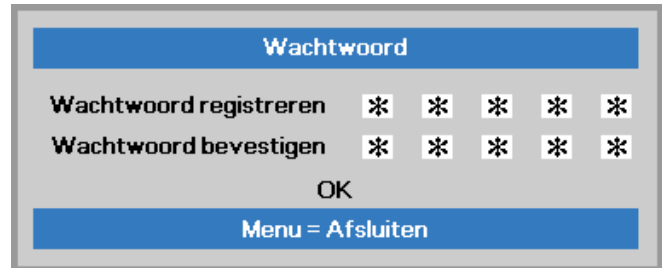 Wachtwoord
Wachtwoord registreren * * * * *
Wachtwoord bevestigen * * * * *
OK
Menu = Afsluiten